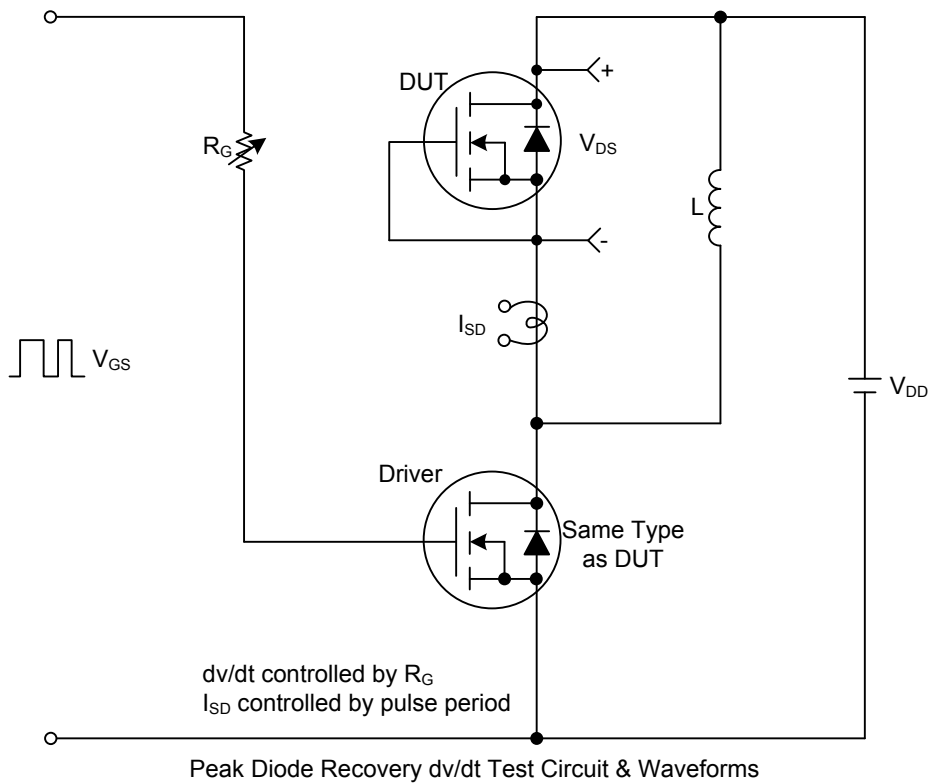 DUT
+
R_G
V_DS
L
-
I_SD
V_GS
V_DD
Driver
Same Type
as DUT
dv/dt controlled by R_G
I_SD controlled by pulse period
Peak Diode Recovery dv/dt Test Circuit & Waveforms